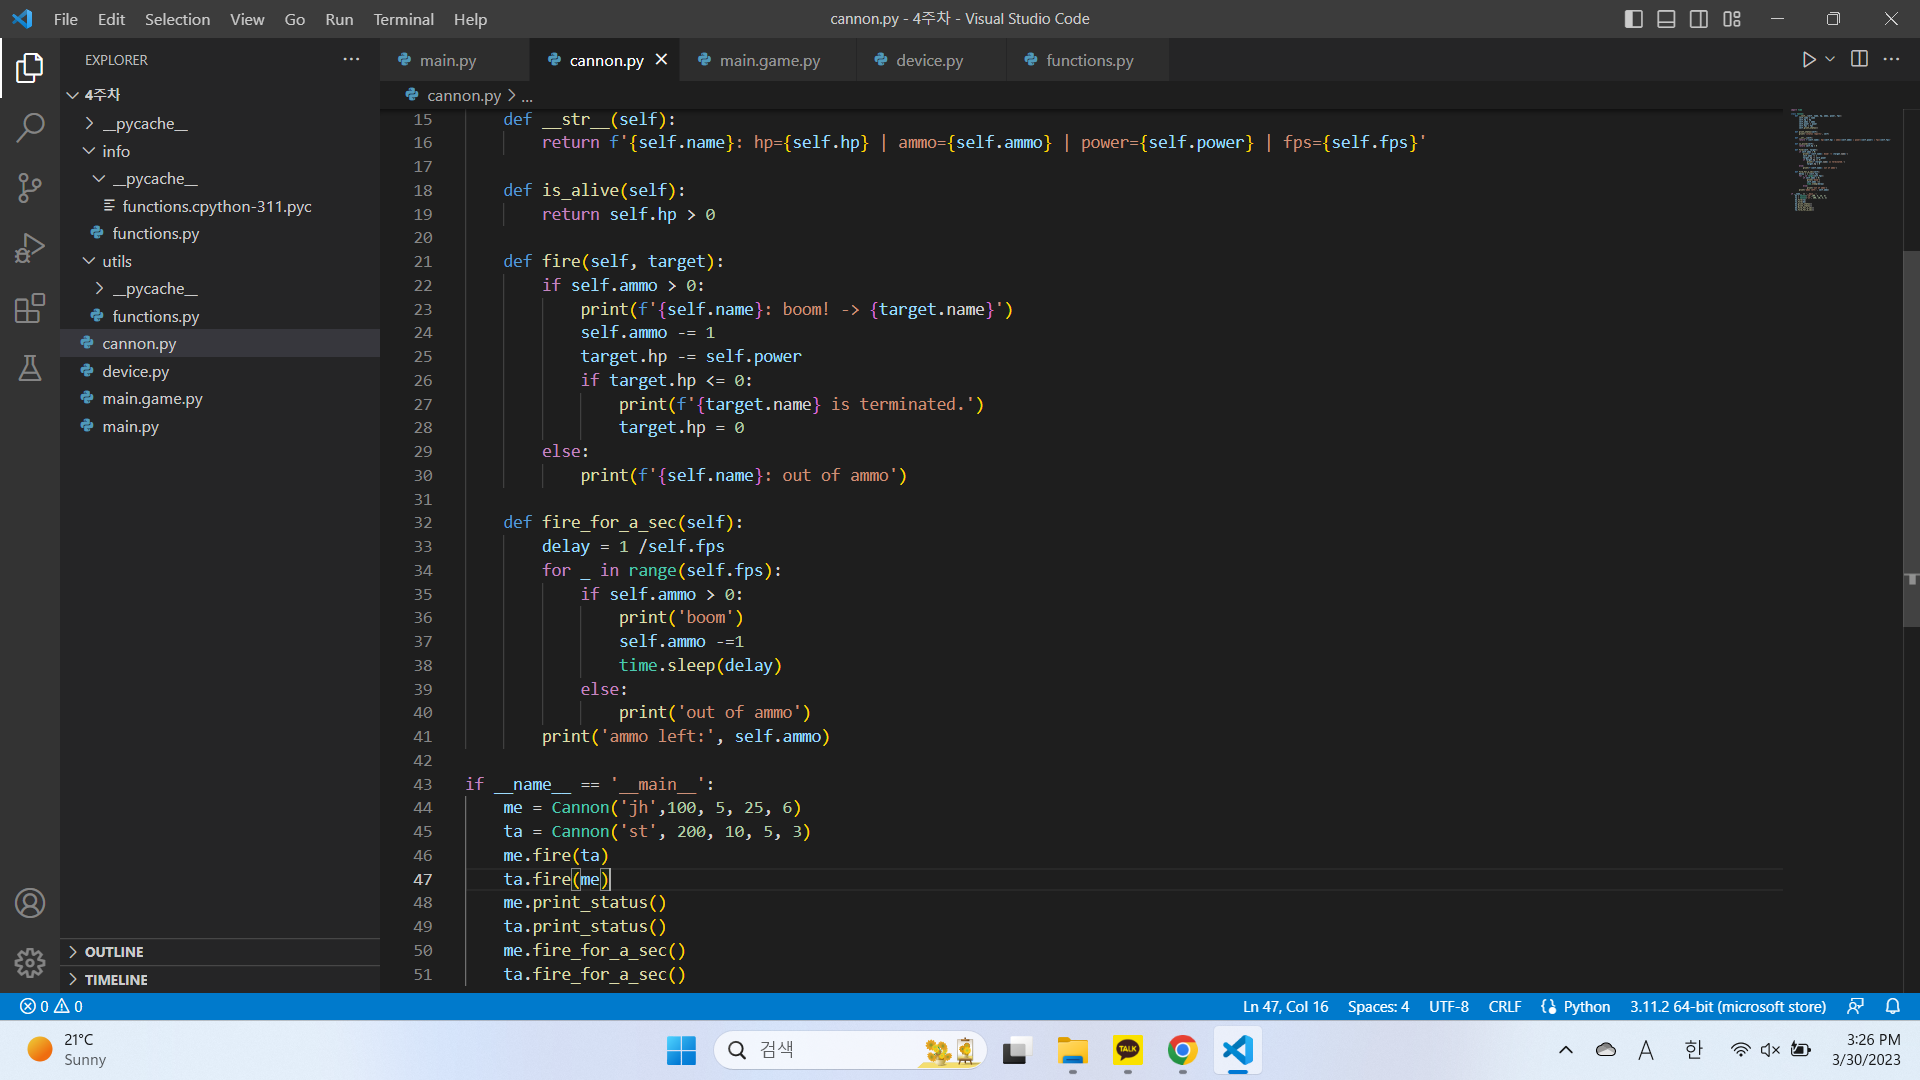 File Edit Selection View Go Run Terminal Help
cannon.py - 4주차 - Visual Studio Code
EXPLORER
4주차
__pycache__
info
__pycache__
functions.cpython-311.pyc
functions.py
utils
__pycache__
functions.py
cannon.py
device.py
main.game.py
main.py
OUTLINE
TIMELINE
main.py cannon.py main.game.py device.py functions.py
cannon.py > ...
15 def __str__(self):
16 return f'{self.name}: hp={self.hp} | ammo={self.ammo} | power={self.power} | fps={self.fps}'
17
18 def is_alive(self):
19 return self.hp > 0
20
21 def fire(self, target):
22 if self.ammo > 0:
23 print(f'{self.name}: boom! -> {target.name}')
24 self.ammo -= 1
25 target.hp -= self.power
26 if target.hp <= 0:
27 print(f'{target.name} is terminated.')
28 target.hp = 0
29 else:
30 print(f'{self.name}: out of ammo')
31
32 def fire_for_a_sec(self):
33 delay = 1 /self.fps
34 for _ in range(self.fps):
35 if self.ammo > 0:
36 print('boom')
37 self.ammo -=1
38 time.sleep(delay)
39 else:
40 print('out of ammo')
41 print('ammo left:', self.ammo)
42
43 if __name__ == '__main__':
44 me = Cannon('jh',100, 5, 25, 6)
45 ta = Cannon('st', 200, 10, 5, 3)
46 me.fire(ta)
47 ta.fire(me)
48 me.print_status()
49 ta.print_status()
50 me.fire_for_a_sec()
51 ta.fire_for_a_sec()
0 0 Ln 47, Col 16 Spaces: 4 UTF-8 CRLF Python 3.11.2 64-bit (microsoft store)
21°C
Sunny
검색
TALK
A 한
3:26 PM
3/30/2023